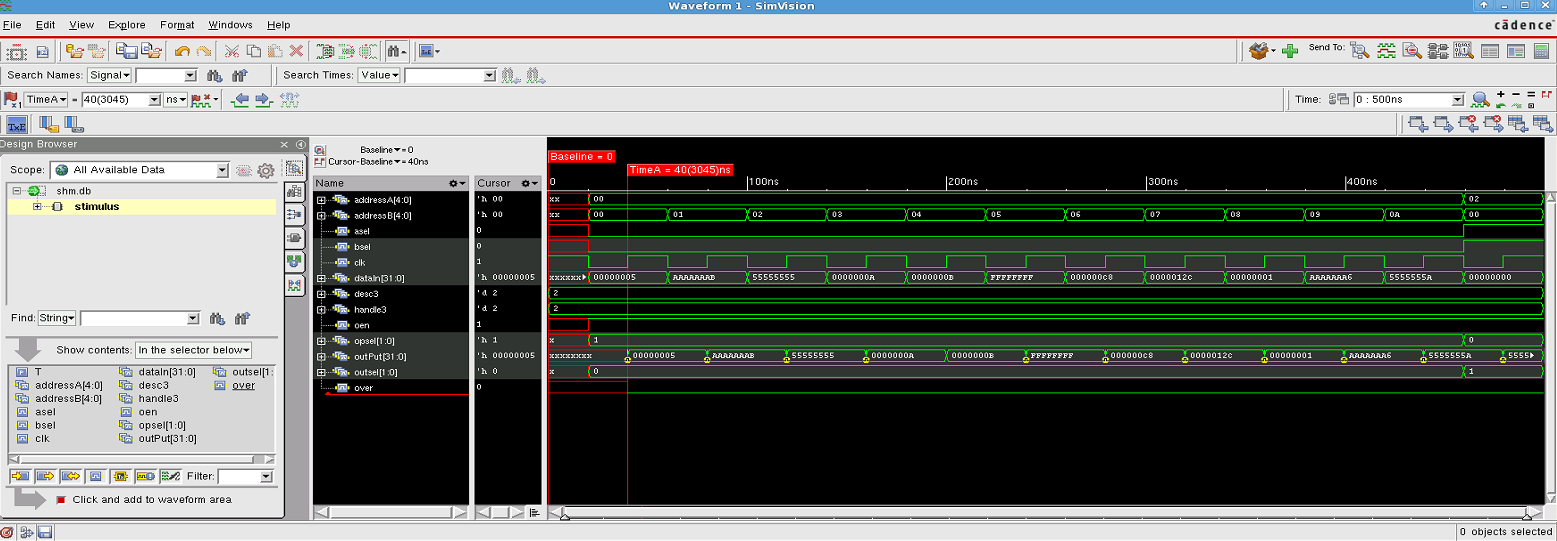 Waveform 1 - SimVision
File Edit View Explore Format Windows Help
cādence
Send To:
Search Names: Signal Search Times: Value
TimeA = 40(3045) ns Time: 0 : 500ns
TxE
Design Browser
Scope: All Available Data
shm.db
stimulus
Find: String
Show contents: In the selector below
T dataIn[31:0] outsel[1:
addressA[4:0] desc3 over
addressB[4:0] handle3
asel oen
bsel opsel[1:0]
clk outPut[31:0]
Filter:
Click and add to waveform area
Baseline = 0
Cursor-Baseline = 40ns
Name Cursor
Baseline = 0
TimeA = 40(3045)ns
0 100ns 200ns 300ns 400ns
addressA[4:0] 'h 00 xx 00 02
addressB[4:0] 'h 00 xx 00 01 02 03 04 05 06 07 08 09 0A 00
asel 0
bsel 0
clk 1
dataIn[31:0] 'h 00000005 xxxxxx 00000005 AAAAAAAB 55555555 0000000A 0000000B FFFFFFFF 000000c8 0000012c 00000001 AAAAAAA6 5555555A 00000000
desc3 'd 2 2
handle3 'd 2 2
oen 1
opsel[1:0] 'h 1 x 1 0
outPut[31:0] 'h 00000005 xxxxxxxx 00000005 AAAAAAAB 55555555 0000000A 0000000B FFFFFFFF 000000c8 0000012c 00000001 AAAAAAA6 5555555A 5555
outsel[1:0] 'h 0 x 0 1
over 0
0 objects selected